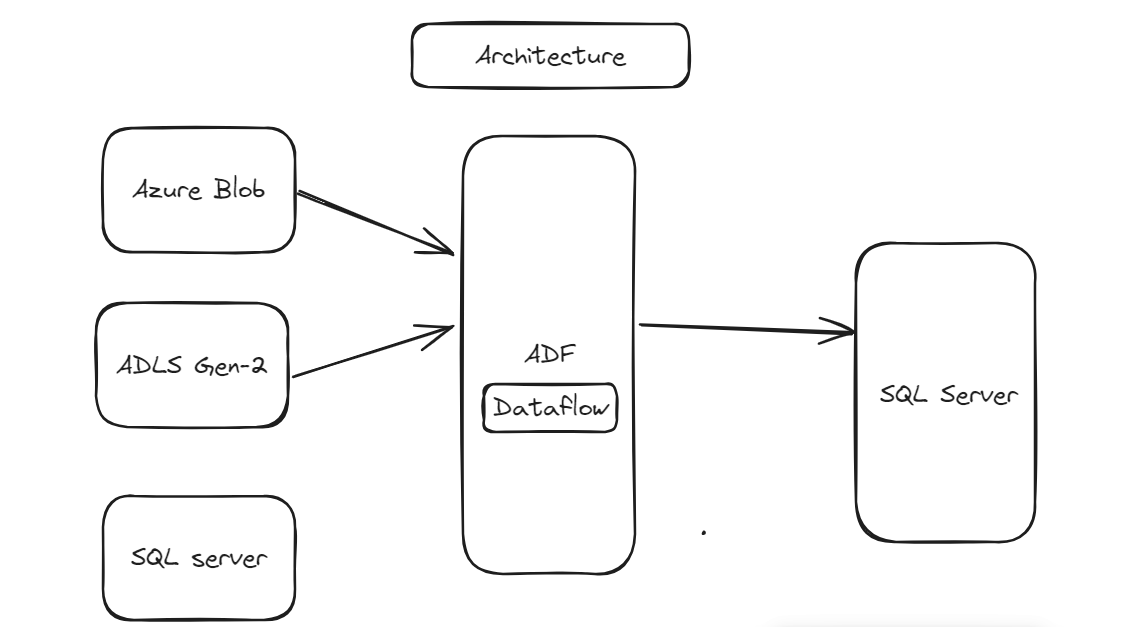 Architecture
Azure Blob
ADLS Gen-2
SQL server
ADF
Dataflow
SQL Server